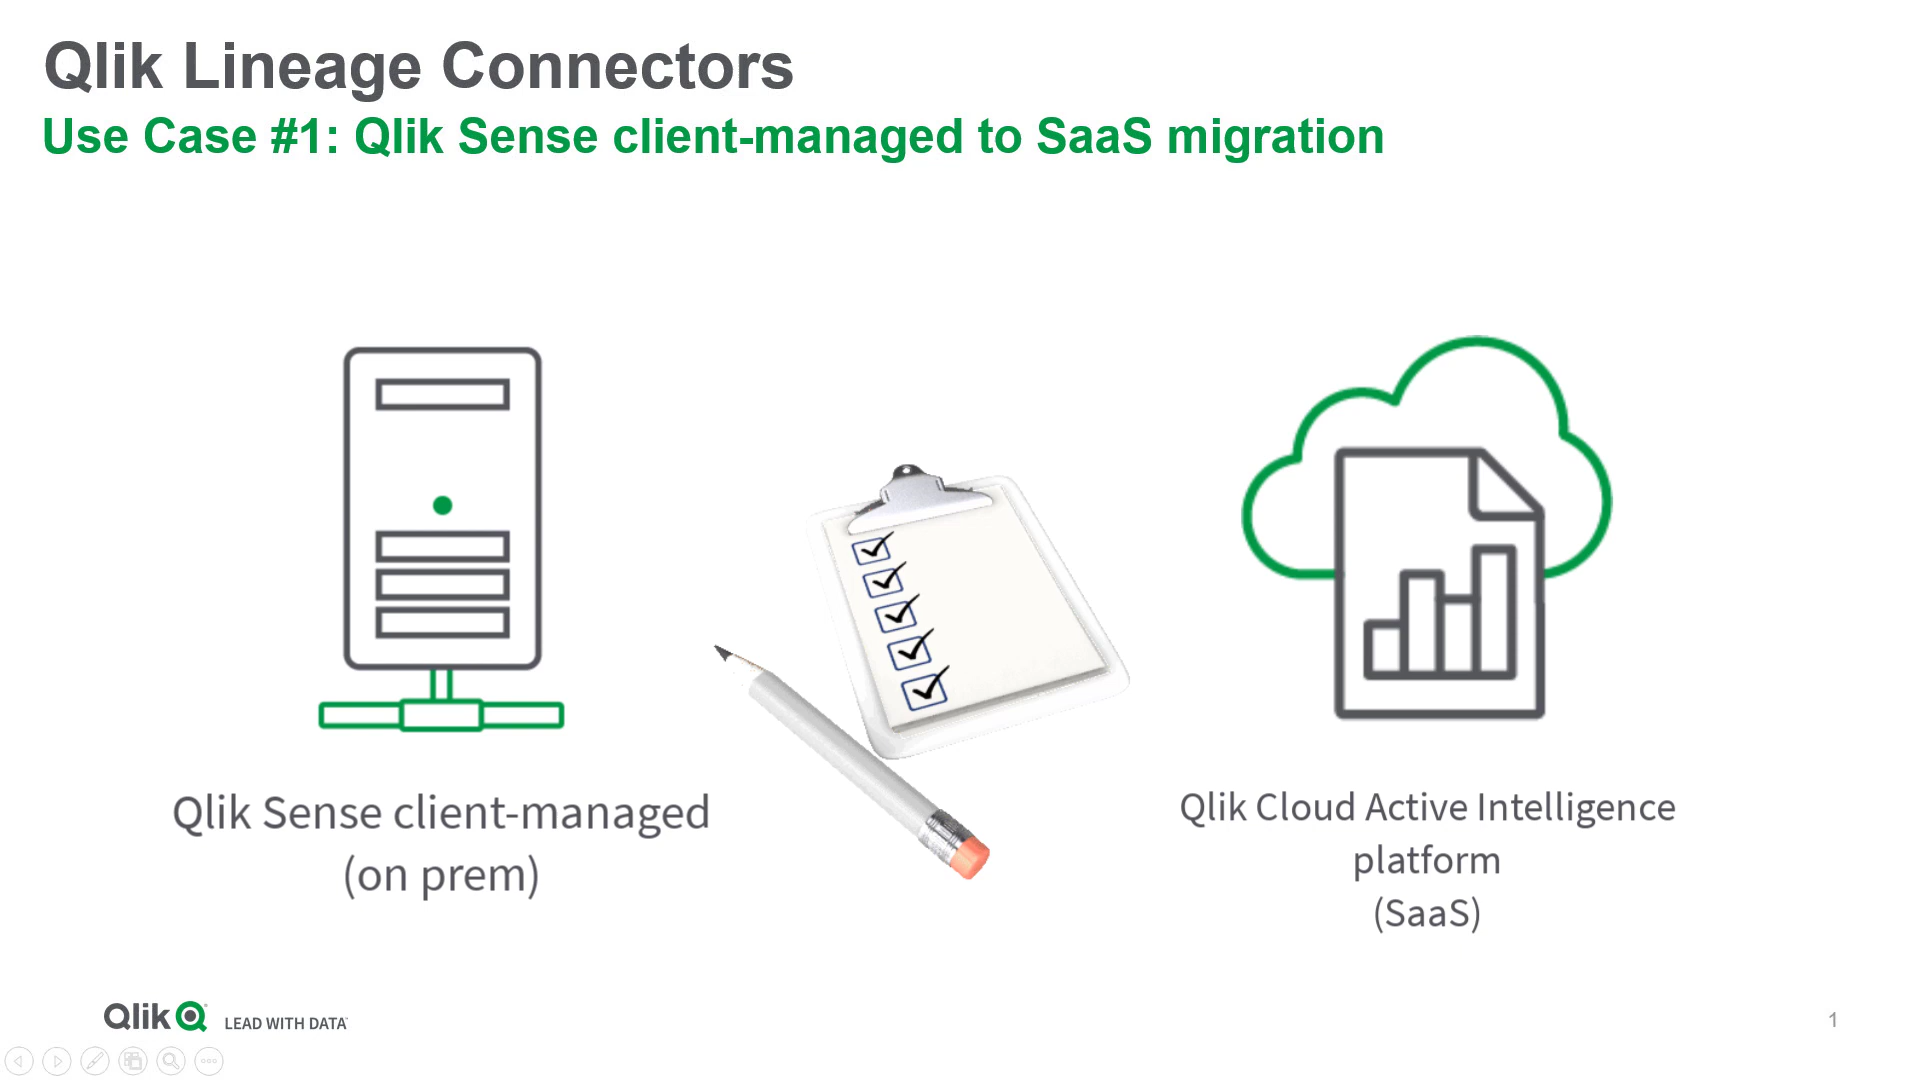 Qlik Lineage Connectors
Use Case #1: Qlik Sense client-managed to SaaS migration
Qlik Sense client-managed
(on prem)
Qlik Cloud Active Intelligence
platform
(SaaS)
Qlik LEAD WITH DATA
1